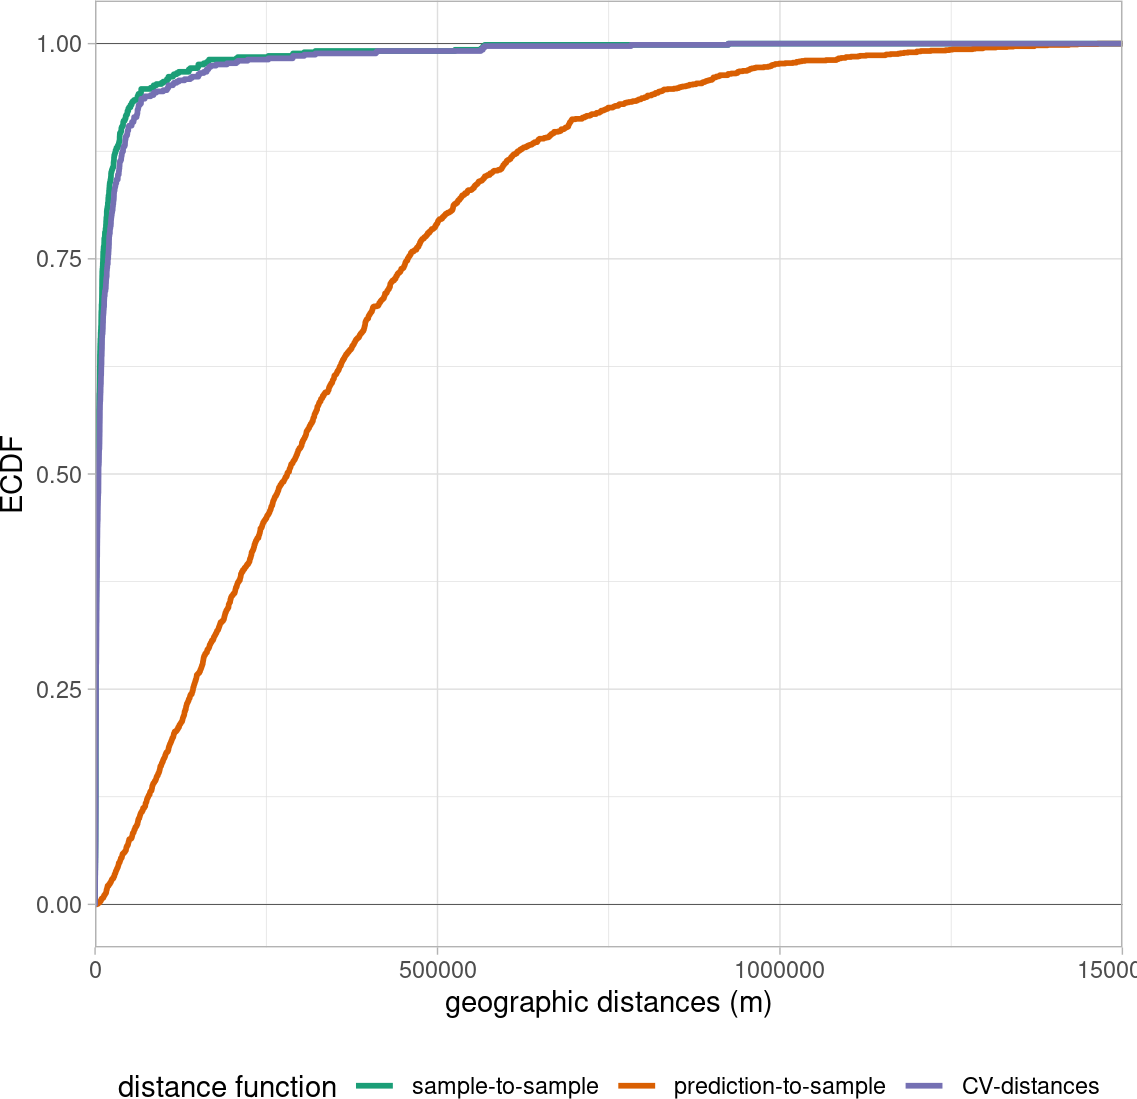 1.00
0.75
0.50
0.25
0.00
ECDF
0 500000 1000000 15000
geographic distances (m)
distance function sample-to-sample prediction-to-sample CV-distances